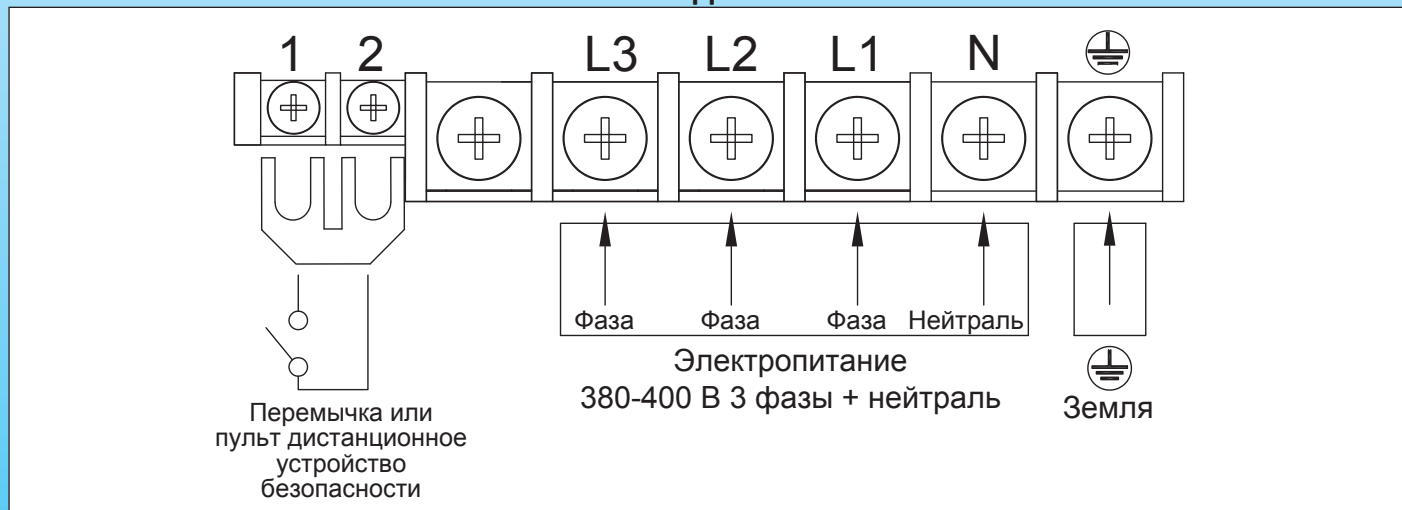 1 2 L3 L2 L1 N
Фаза Фаза Фаза Нейтраль
Электропитание
380-400 В 3 фазы + нейтраль
Земля
Перемычка или
пульт дистанционное
устройство
безопасности